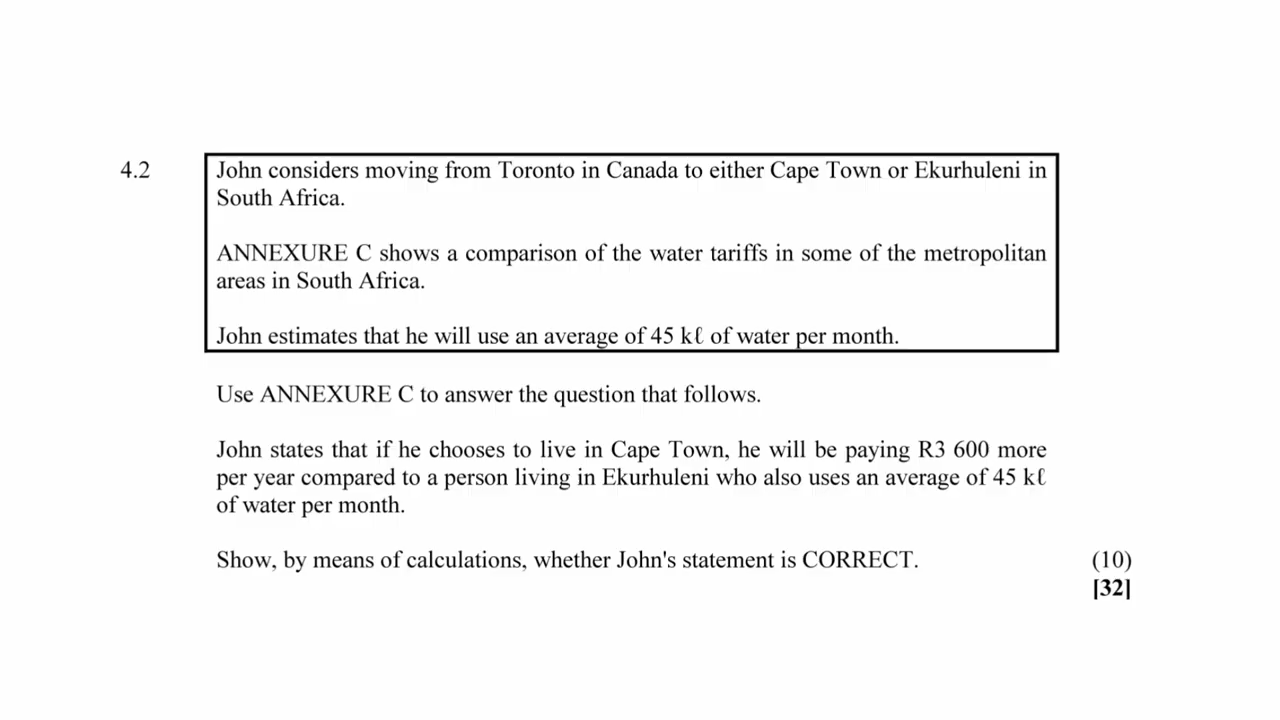 4.2 John considers moving from Toronto in Canada to either Cape Town or Ekurhuleni in
South Africa.
ANNEXURE C shows a comparison of the water tariffs in some of the metropolitan
areas in South Africa.
John estimates that he will use an average of 45 kℓ of water per month.
Use ANNEXURE C to answer the question that follows.
John states that if he chooses to live in Cape Town, he will be paying R3 600 more
per year compared to a person living in Ekurhuleni who also uses an average of 45 kℓ
of water per month.
Show, by means of calculations, whether John's statement is CORRECT. (10)
[32]